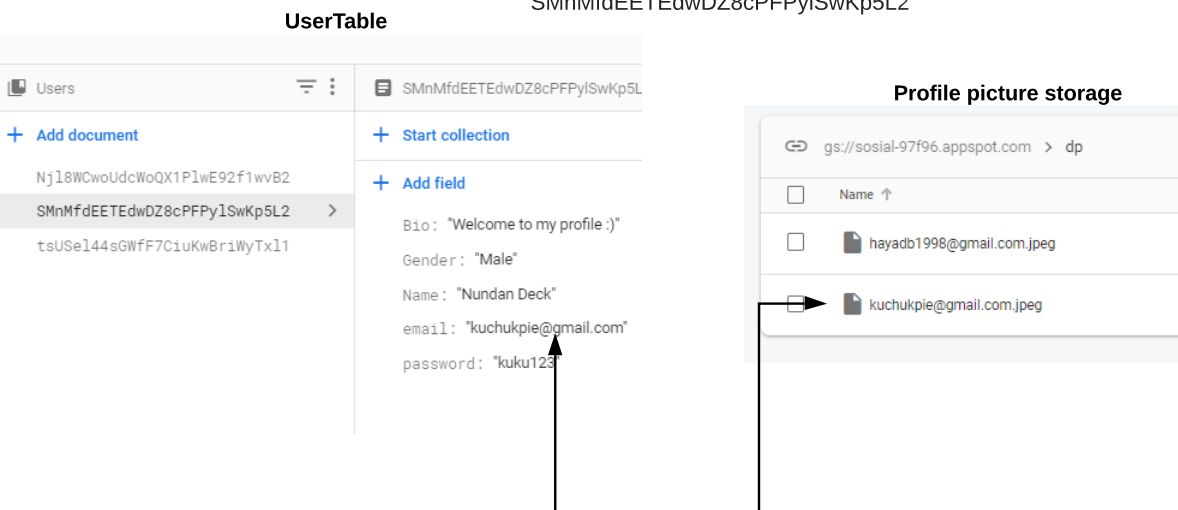 SMnMfdEETEdwDZ8cPFPylSwKp5L2
UserTable
Users
SMnMfdEETEdwDZ8cPFPylSwKp5L
Add document
Start collection
Njl8WCwoUdcWoQX1PlwE92f1wvB2
SMnMfdEETEdwDZ8cPFPylSwKp5L2
tsUSel44sGWfF7CiuKwBriWyTxl1
Add field
Bio: "Welcome to my profile :)"
Gender: "Male"
Name: "Nundan Deck"
email: "kuchukpie@gmail.com"
password: "kuku123"
Profile picture storage
gs://sosial-97f96.appspot.com > dp
Name
hayadb1998@gmail.com.jpeg
kuchukpie@gmail.com.jpeg